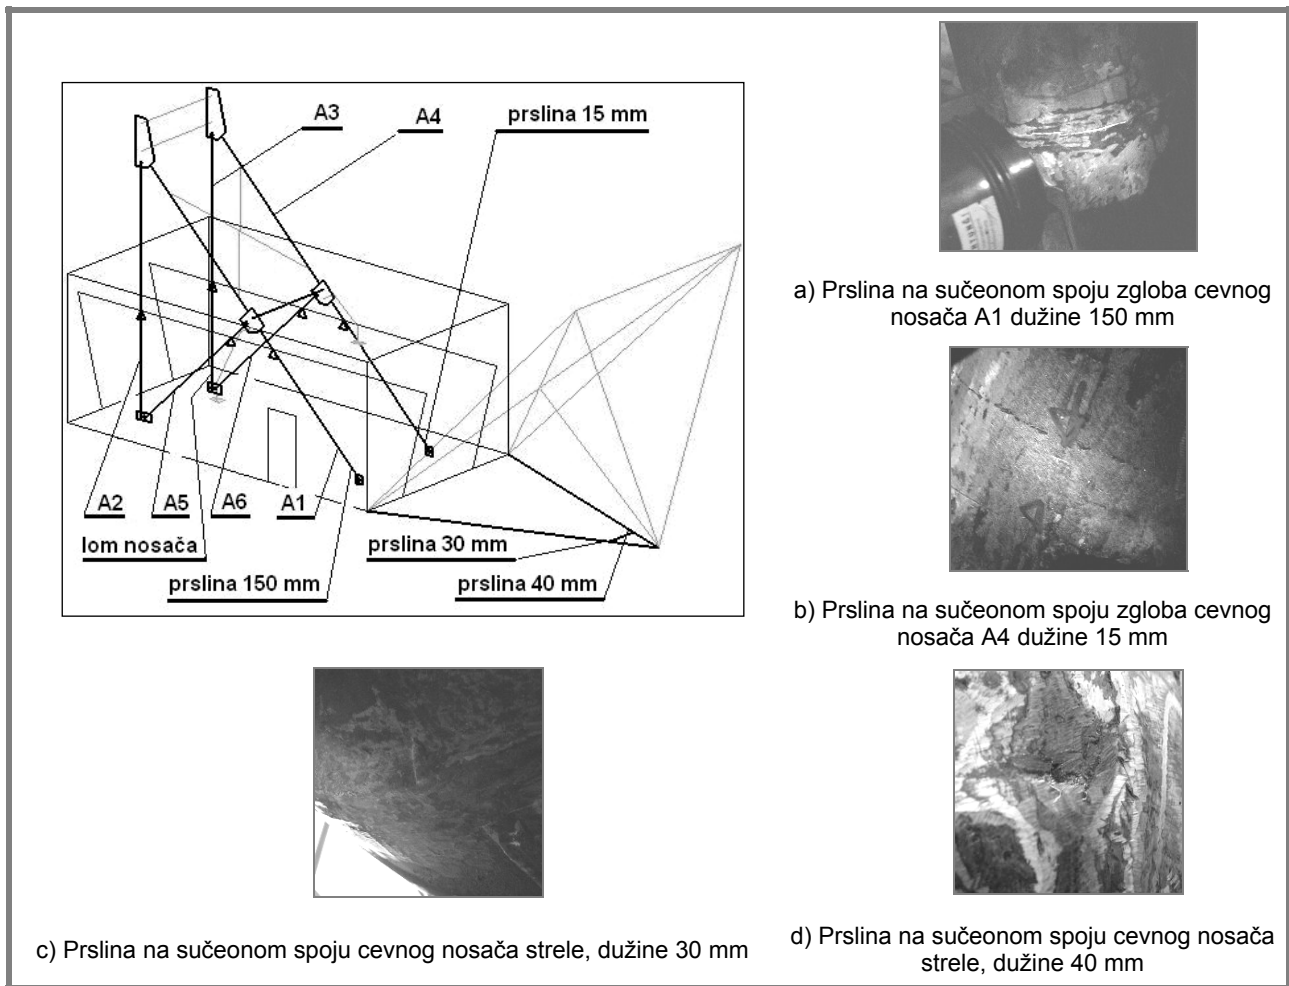 A3
A4
prslina 15 mm
A2
A5
A6
A1
lom nosača
prslina 30 mm
prslina 150 mm
prslina 40 mm
a) Prslina na sučeonom spoju zgloba cevnog
nosača A1 dužine 150 mm
b) Prslina na sučeonom spoju zgloba cevnog
nosača A4 dužine 15 mm
c) Prslina na sučeonom spoju cevnog nosača strele, dužine 30 mm
d) Prslina na sučeonom spoju cevnog nosača
strele, dužine 40 mm